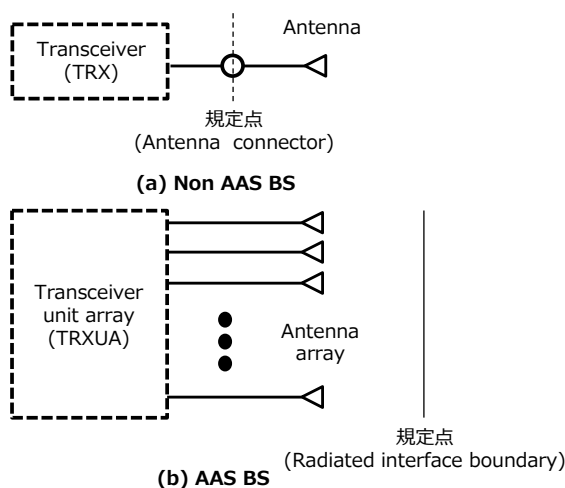 Transceiver
(TRX)
Antenna
規定点
(Antenna connector)
(a) Non AAS BS
Transceiver
unit array
(TRXUA)
Antenna
array
規定点
(Radiated interface boundary)
(b) AAS BS